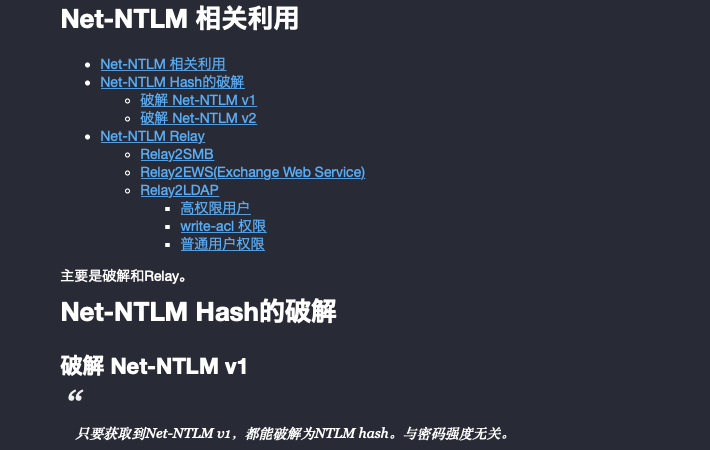 Net-NTLM 相关利用
Net-NTLM 相关利用
Net-NTLM Hash的破解
破解 Net-NTLM v1
破解 Net-NTLM v2
Net-NTLM Relay
Relay2SMB
Relay2EWS(Exchange Web Service)
Relay2LDAP
高权限用户
write-acl 权限
普通用户权限
主要是破解和Relay。
Net-NTLM Hash的破解
破解 Net-NTLM v1
“
只要获取到Net-NTLM v1，都能破解为NTLM hash。与密码强度无关。